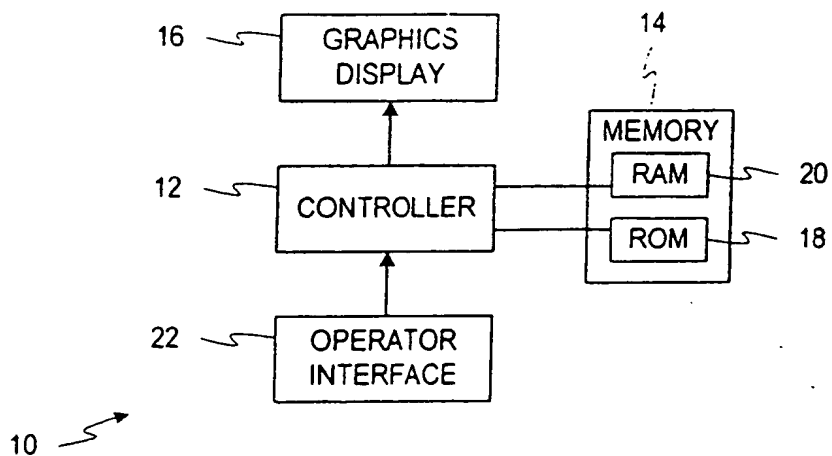 16
GRAPHICS
DISPLAY
14
MEMORY
RAM
20
ROM
18
12
CONTROLLER
22
OPERATOR
INTERFACE
10